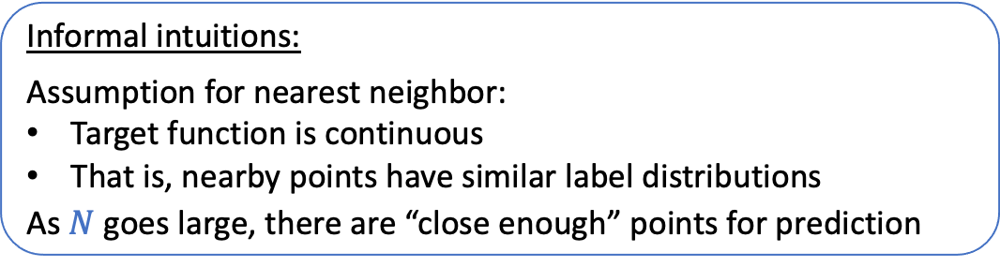 Informal intuitions:
Assumption for nearest neighbor:
• Target function is continuous
• That is, nearby points have similar label distributions
As N goes large, there are “close enough” points for prediction